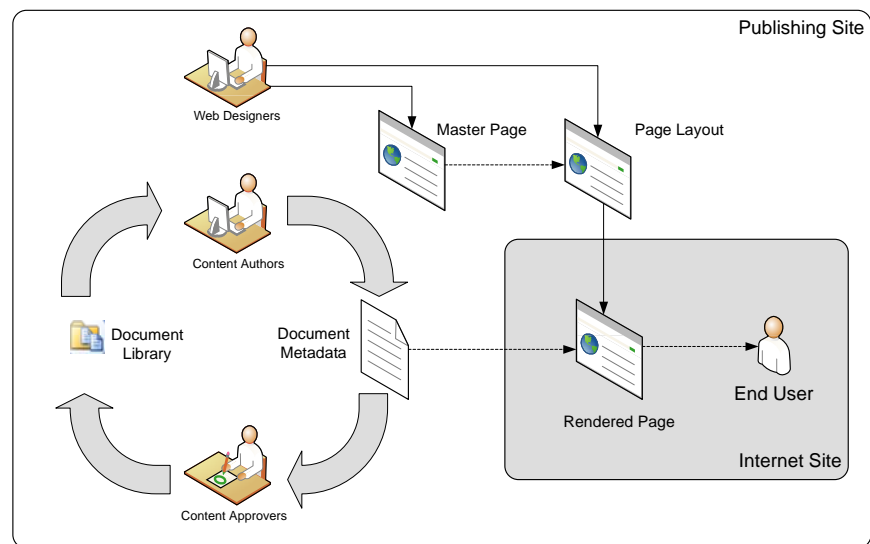 Publishing Site
Web Designers
Master Page
Page Layout
Content Authors
Document
Library
Document
Metadata
Rendered Page
End User
Internet Site
Content Approvers